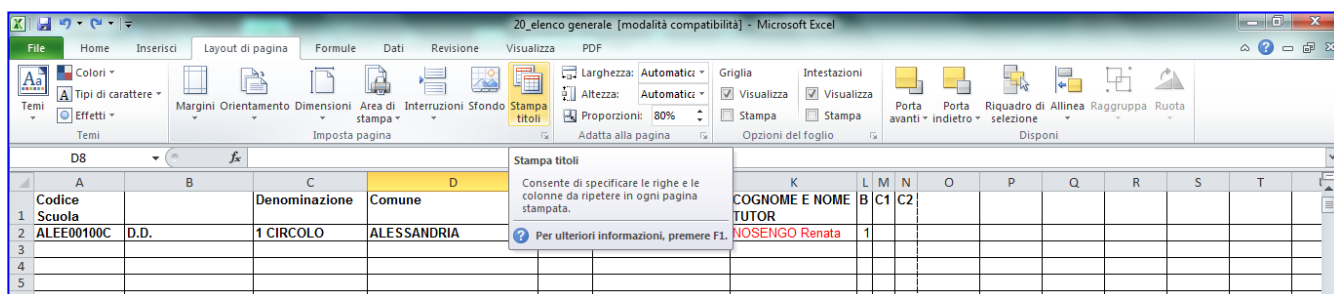 20_elenco generale [modalità compatibilità] - Microsoft Excel
File Home Inserisci Layout di pagina Formule Dati Revisione Visualizza PDF
Colori
Tipi di carattere
Effetti
Temi
Temi
Margini Orientamento Dimensioni Area di stampa Interruzioni Sfondo Stampa titoli
Imposta pagina
Larghezza: Automatica
Altezza: Automatica
Proporzioni: 80%
Adatta alla pagina
Griglia Intestazioni
Visualizza Visualizza
Stampa Stampa
Opzioni del foglio
Porta avanti Porta indietro Riquadro di selezione Allinea Raggruppa Ruota
Disponi
D8 fx
Stampa titoli
Consente di specificare le righe e le
colonne da ripetere in ogni pagina
stampata.
Per ulteriori informazioni, premere F1.
A B C D K L M N O P Q R S T
1 Codice Scuola Denominazione Comune COGNOME E NOME TUTOR B C1 C2
2 ALEE00100C D.D. 1 CIRCOLO ALESSANDRIA NOSENGO Renata 1
3
4
5